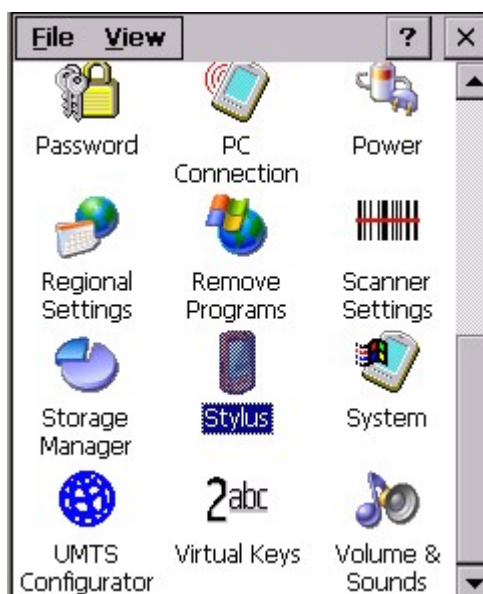 File View ? ×
Password PC Connection Power
Regional Settings Remove Programs Scanner Settings
Storage Manager Stylus System
2abc
UMTS Configurator Virtual Keys Volume & Sounds